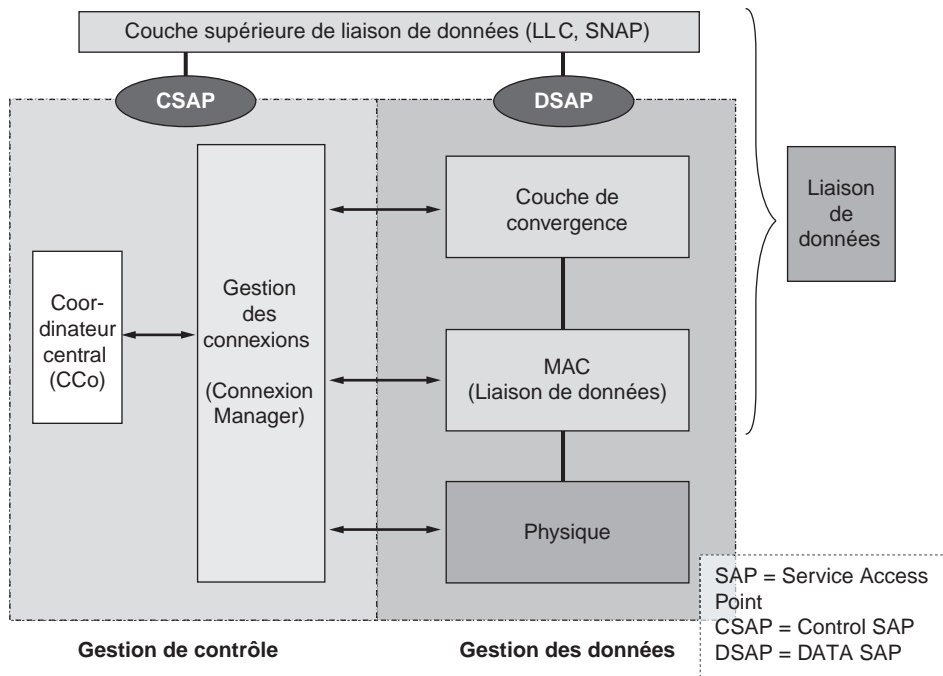 Couche supérieure de liaison de données (LLC, SNAP)
CSAP
DSAP
Couche de
convergence
Liaison
de
données
Coor-
dinateur
central
(CCo)
Gestion
des
connexions
(Connexion
Manager)
MAC
(Liaison de données)
Physique
SAP = Service Access
Point
CSAP = Control SAP
DSAP = DATA SAP
Gestion de contrôle
Gestion des données